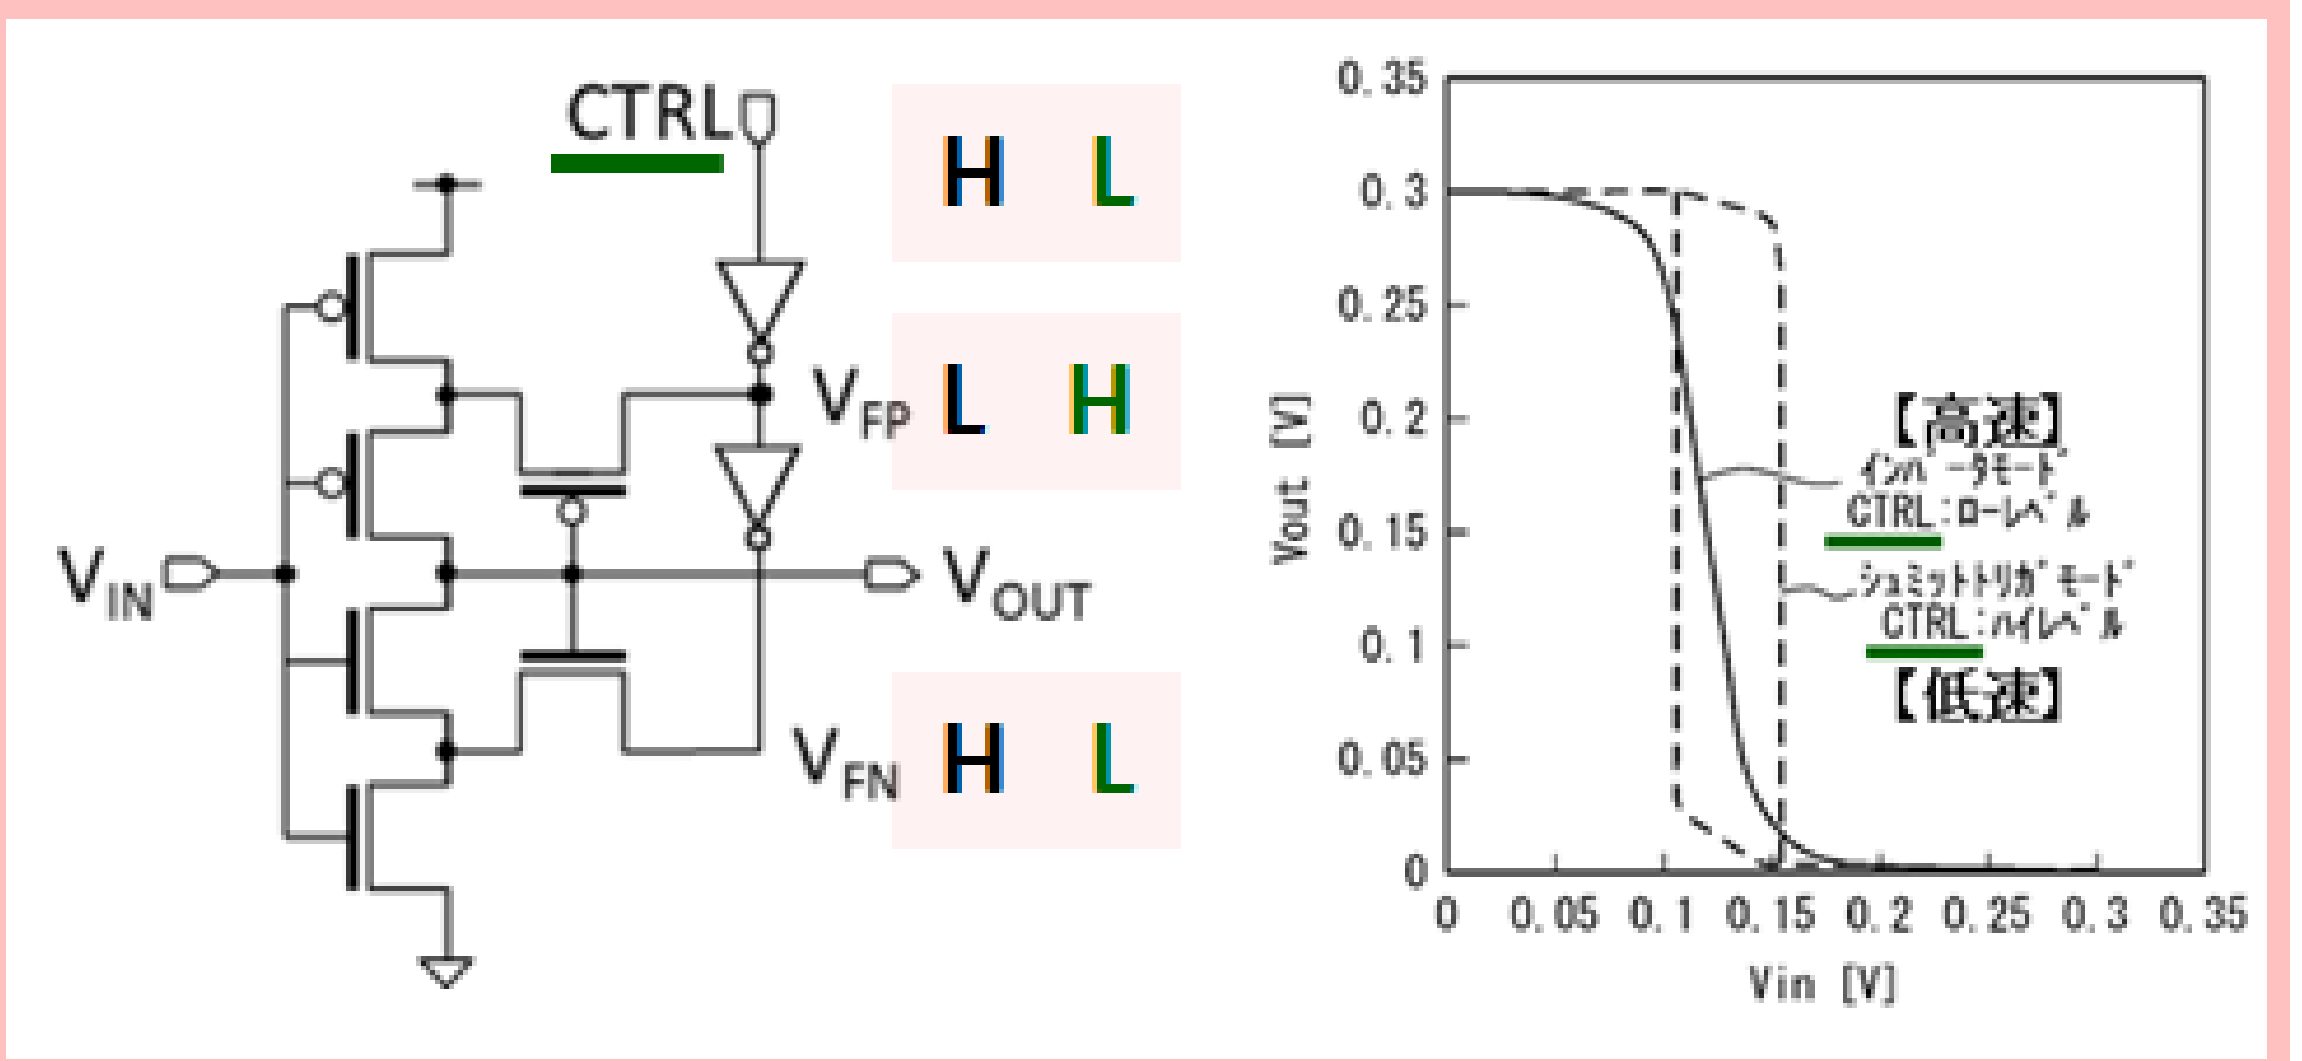 CTRL
H L
VFP
L H
VIN
VOUT
VFN
H L
0.35
0.3
0.25
0.2
0.15
0.1
0.05
0
Vout [V]
【高速】
インバータモード
CTRL:ローレベル
シュミットトリガモード
CTRL:ハイレベル
【低速】
0 0.05 0.1 0.15 0.2 0.25 0.3 0.35
Vin [V]